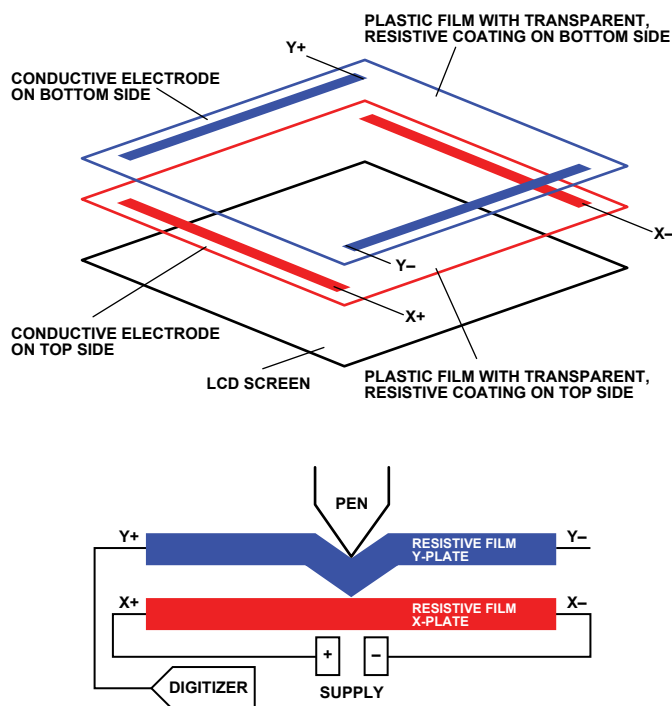 PLASTIC FILM WITH TRANSPARENT,
RESISTIVE COATING ON BOTTOM SIDE
Y+
CONDUCTIVE ELECTRODE
ON BOTTOM SIDE
X–
Y–
X+
CONDUCTIVE ELECTRODE
ON TOP SIDE
LCD SCREEN
PLASTIC FILM WITH TRANSPARENT,
RESISTIVE COATING ON TOP SIDE
PEN
Y+
RESISTIVE FILM
Y-PLATE
Y–
X+
RESISTIVE FILM
X-PLATE
X–
+
–
DIGITIZER
SUPPLY